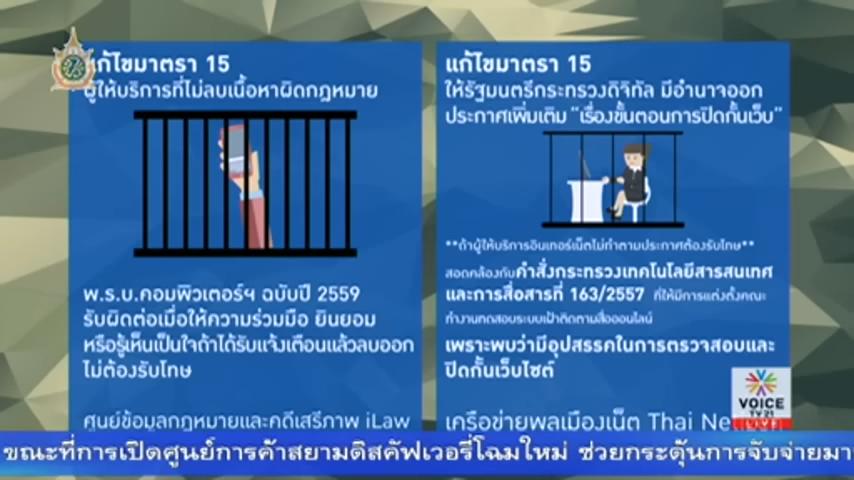 แก้ไขมาตรา 15
ผู้ให้บริการที่ไม่ลบเนื้อหาผิดกฎหมาย
พ.ร.บ.คอมพิวเตอร์ฯ ฉบับปี 2559
รับผิดต่อเมื่อให้ความร่วมมือ ยินยอม
หรือรู้เห็นเป็นใจถ้าได้รับแจ้งเตือนแล้วลบออก
ไม่ต้องรับโทษ
ศูนย์ข้อมูลกฎหมายและคดีเสรีภาพ iLaw
แก้ไขมาตรา 15
ให้รัฐมนตรีกระทรวงดิจิทัล มีอำนาจออก
ประกาศเพิ่มเติม "เรื่องขั้นตอนการปิดกั้นเว็บ"
**ถ้าผู้ให้บริการอินเทอร์เน็ตไม่ทำตามประกาศต้องรับโทษ**
สอดคล้องกับคำสั่งกระทรวงเทคโนโลยีสารสนเทศ
และการสื่อสารที่ 163/2557 ที่ให้มีการแต่งตั้งคณะ
ทำงานทดสอบระบบเฝ้าติดตามสื่อออนไลน์
เพราะพบว่ามีอุปสรรคในการตรวจสอบและ
ปิดกั้นเว็บไซต์
เครือข่ายพลเมืองเน็ต Thai Ne
VOICE
TV 21
LIVE
ขณะที่การเปิดศูนย์การค้าสยามดิสคัฟเวอรี่โฉมใหม่ ช่วยกระตุ้นการจับจ่ายมา